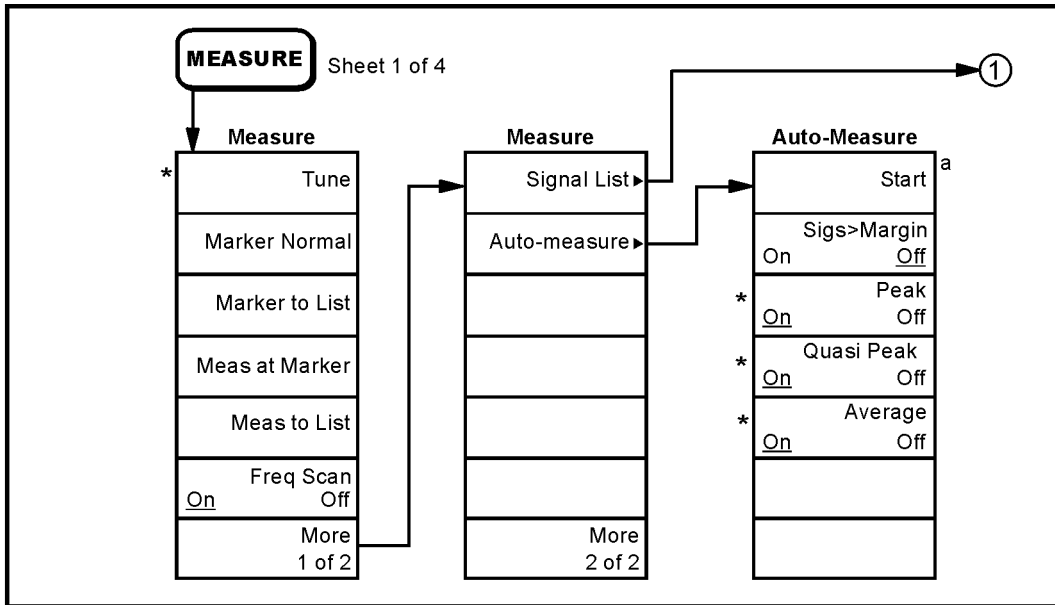 MEASURE
Sheet 1 of 4
1
Measure
* Tune
Marker Normal
Marker to List
Meas at Marker
Meas to List
Freq Scan
On Off
More
1 of 2
Measure
Signal List
Auto-measure
More
2 of 2
Auto-Measure
Start a
Sigs>Margin
On Off
* Peak
On Off
* Quasi Peak
On Off
* Average
On Off